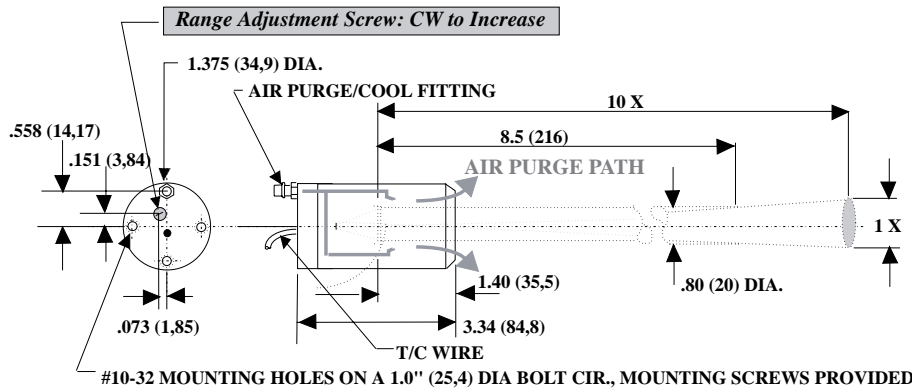 Range Adjustment Screw: CW to Increase
1.375 (34,9) DIA.
AIR PURGE/COOL FITTING
10 X
.558 (14,17)
8.5 (216)
.151 (3,84)
AIR PURGE PATH
1 X
1.40 (35,5)
.80 (20) DIA.
.073 (1,85)
3.34 (84,8)
T/C WIRE
#10-32 MOUNTING HOLES ON A 1.0" (25,4) DIA BOLT CIR., MOUNTING SCREWS PROVIDED